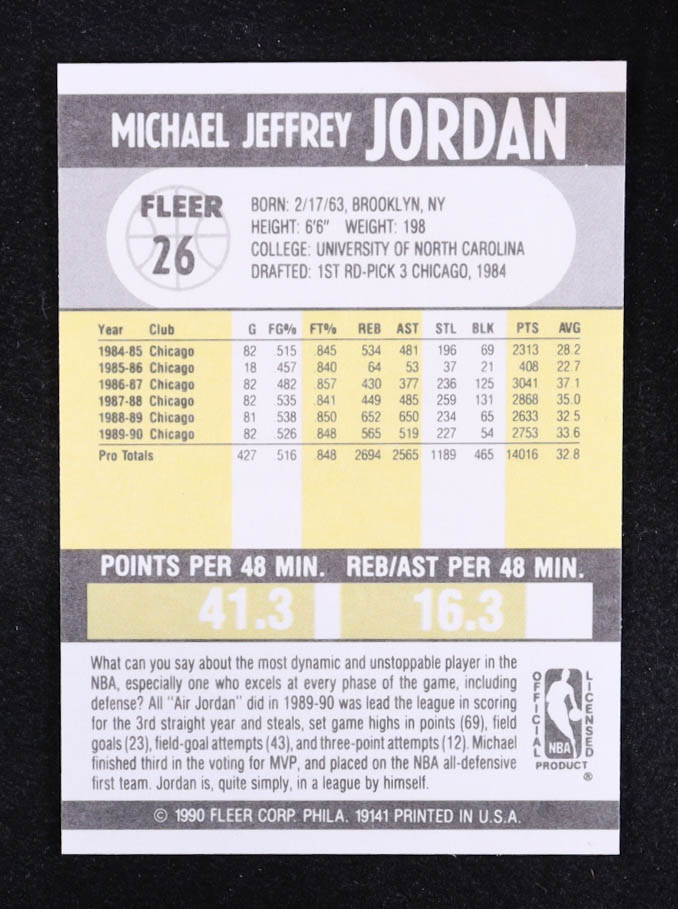 MICHAEL JEFFREY JORDAN
FLEER
26
BORN: 2/17/63, BROOKLYN, NY
HEIGHT: 6'6" WEIGHT: 198
COLLEGE: UNIVERSITY OF NORTH CAROLINA
DRAFTED: 1ST RD-PICK 3 CHICAGO, 1984
Year Club G FG% FT% REB AST STL BLK PTS AVG
1984-85 Chicago 82 .515 .845 534 481 196 69 2313 28.2
1985-86 Chicago 18 .457 .840 64 53 37 21 408 22.7
1986-87 Chicago 82 .482 .857 430 377 236 125 3041 37.1
1987-88 Chicago 82 .535 .841 449 485 259 131 2868 35.0
1988-89 Chicago 81 .538 .850 652 650 234 65 2633 32.5
1989-90 Chicago 82 .526 .848 565 519 227 54 2753 33.6
Pro Totals 427 .516 .848 2694 2565 1189 465 14016 32.8
POINTS PER 48 MIN. REB/AST PER 48 MIN.
41.3 16.3
What can you say about the most dynamic and unstoppable player in the
NBA, especially one who excels at every phase of the game, including
defense? All "Air Jordan" did in 1989-90 was lead the league in scoring
for the 3rd straight year and steals, set game highs in points (69), field
goals (23), field-goal attempts (43), and three-point attempts (12). Michael
finished third in the voting for MVP, and placed on the NBA all-defensive
first team. Jordan is, quite simply, in a league by himself.
OFFICIAL
NBA
LICENSED
PRODUCT
®
© 1990 FLEER CORP. PHILA. 19141 PRINTED IN U.S.A.